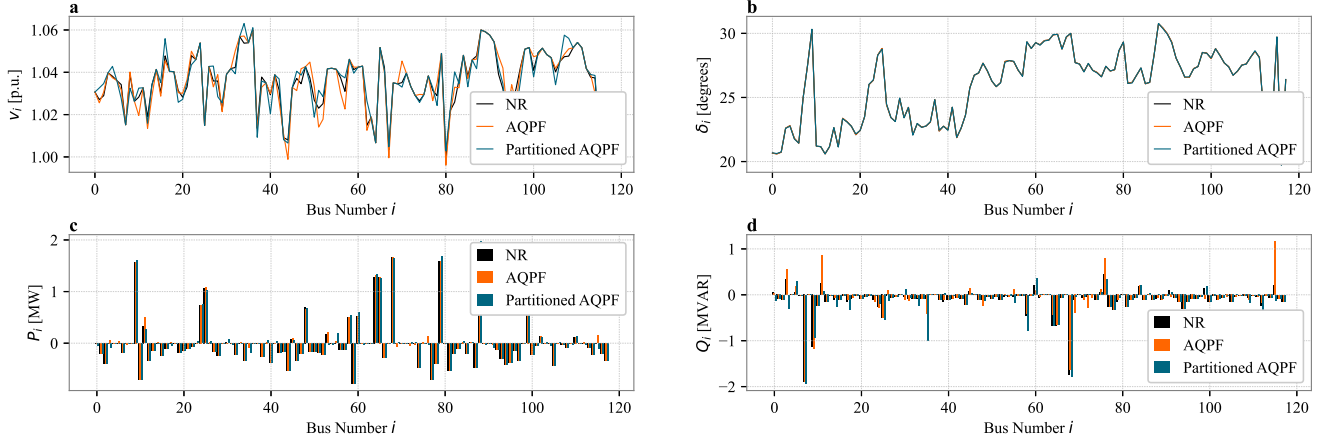 a
1.06
1.04
1.02
1.00
v_i [p.u.]
NR
AQPF
Partitioned AQPF
0 20 40 60 80 100 120
Bus Number i
b
30
25
20
δ_i [degrees]
NR
AQPF
Partitioned AQPF
0 20 40 60 80 100 120
Bus Number i
c
2
1
0
P_i [MW]
NR
AQPF
Partitioned AQPF
0 20 40 60 80 100 120
Bus Number i
d
1
0
−1
−2
Q_i [MVAR]
NR
AQPF
Partitioned AQPF
0 20 40 60 80 100 120
Bus Number i